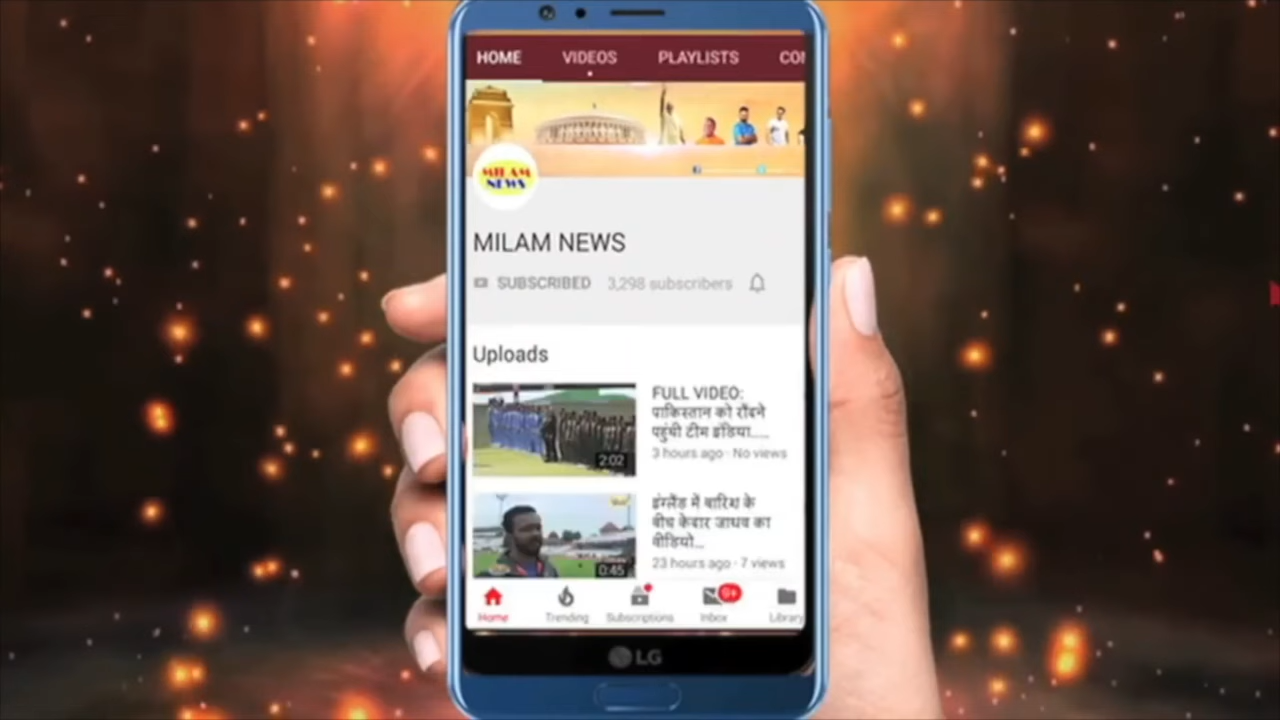 HOME VIDEOS PLAYLISTS COM
MILAM
NEWS
MILAM NEWS
SUBSCRIBED 3,298 subscribers
Uploads
FULL VIDEO:
पाकिस्तान को रौंदने
पहुंची टीम इंडिया.....
3 hours ago · No views
2:02
इंग्लैंड में बारिश के
बीच केदार जाधव का
वीडियो...
23 hours ago · 7 views
0:45
9+
Home Trending Subscriptions Inbox Library
LG